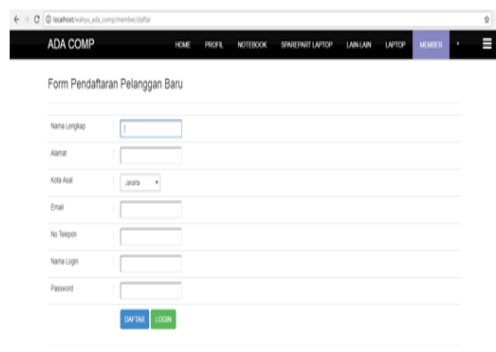 localhost/wahyu_ada_comp/member/daftar
ADA COMP HOME PROFIL NOTEBOOK SPAREPART LAPTOP LAIN-LAIN LAPTOP MEMBER
Form Pendaftaran Pelanggan Baru
Nama Lengkap :
Alamat :
Kota Asal : Jakarta
Email :
No Telepon :
Nama Login :
Password :
DAFTAR LOGIN